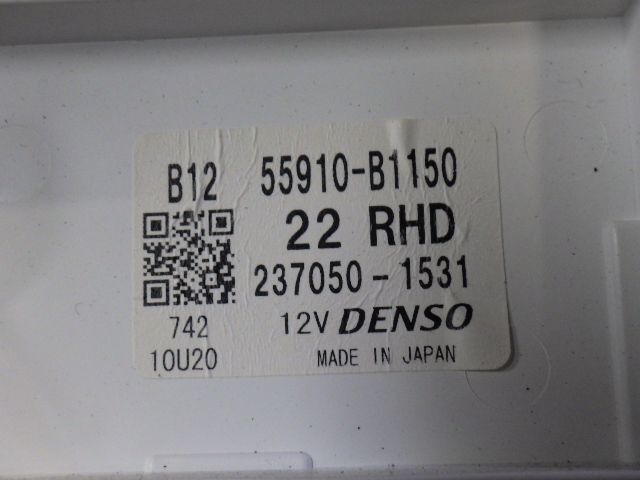 B12 55910-B1150
22 RHD
237050-1531
742 12V DENSO
10U20 MADE IN JAPAN